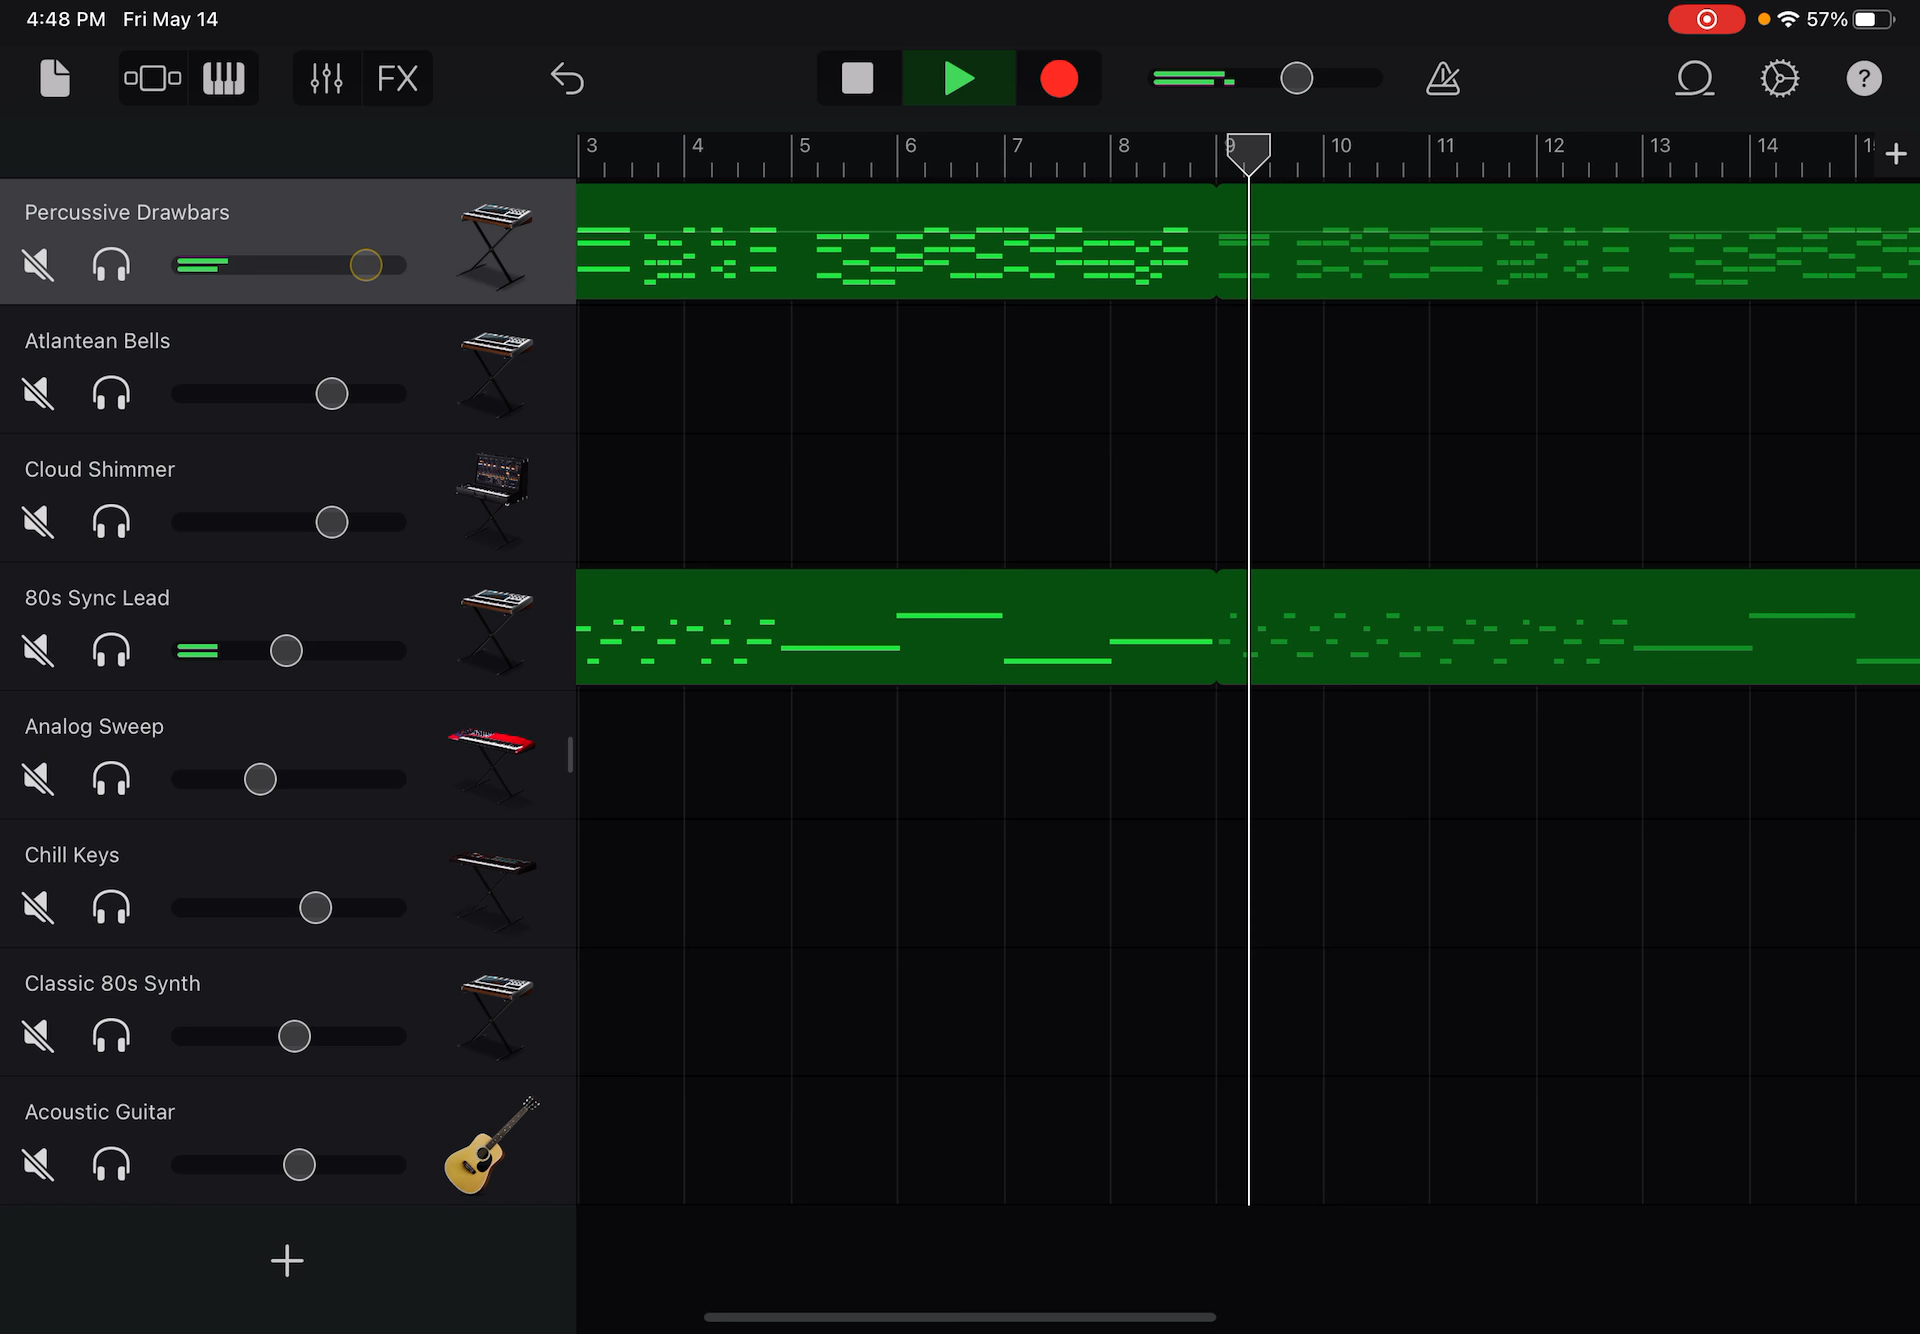 4:48 PM Fri May 14
57%
FX
?
3 4 5 6 7 8 9 10 11 12 13 14
Percussive Drawbars
Atlantean Bells
Cloud Shimmer
80s Sync Lead
Analog Sweep
Chill Keys
Classic 80s Synth
Acoustic Guitar